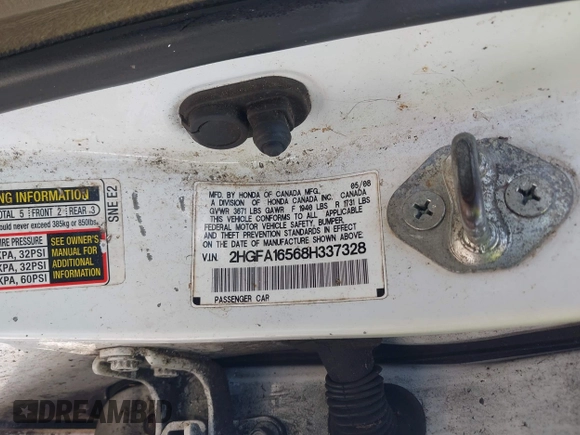 NG INFORMATION
OTAL 5 FRONT 2 REAR 3
ould never exceed 385kg or 850lbs.
SNE E2
IRE PRESSURE
KPA, 32PSI
KPA, 32PSI
KPA, 60PSI
SEE OWNER'S
MANUAL FOR
ADDITIONAL
INFORMATION
MFD. BY HONDA OF CANADA MFG. 05/08
A DIVISION OF HONDA CANADA INC. CANADA
GVWR 3671 LBS GAWR F 1940 LBS R 1731 LBS
THIS VEHICLE CONFORMS TO ALL APPLICABLE
FEDERAL MOTOR VEHICLE SAFETY, BUMPER,
AND THEFT PREVENTION STANDARDS IN EFFECT
ON THE DATE OF MANUFACTURE SHOWN ABOVE.
V.I.N. 2HGFA16568H337328
PASSENGER CAR
DREAMBID